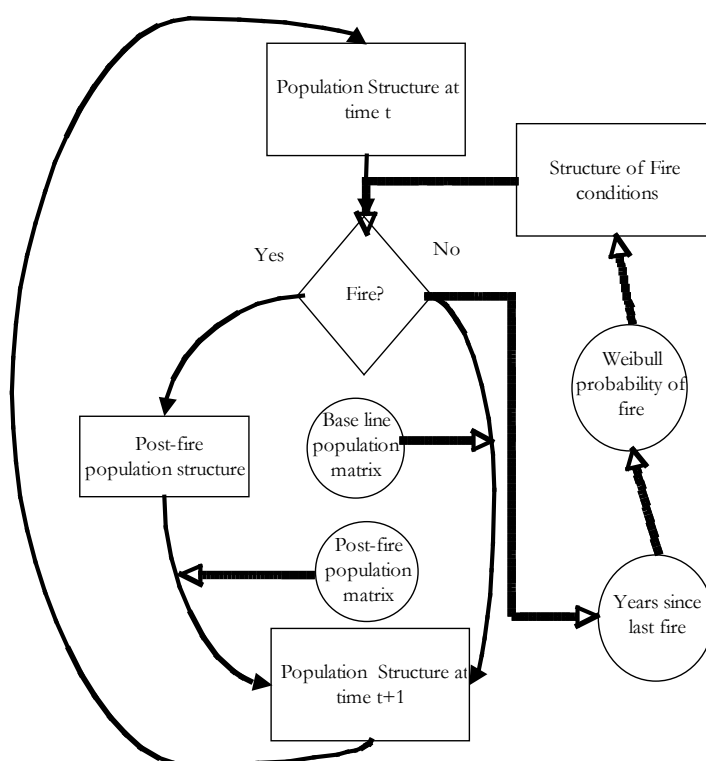 Population Structure at
time t
Structure of Fire
conditions
Yes
No
Fire?
Weibull
probability of
fire
Base line
population
matrix
Post-fire
population structure
Post-fire
population
matrix
Years since
last fire
Population Structure at
time t+1